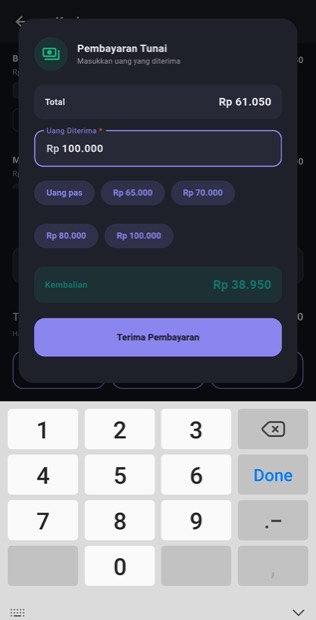 Pembayaran Tunai
Masukkan uang yang diterima
Total Rp 61.050
Uang Diterima *
Rp 100.000
Uang pas Rp 65.000 Rp 70.000
Rp 80.000 Rp 100.000
Kembalian Rp 38.950
Terima Pembayaran
1 2 3
4 5 6 Done
7 8 9 .–
0 ,